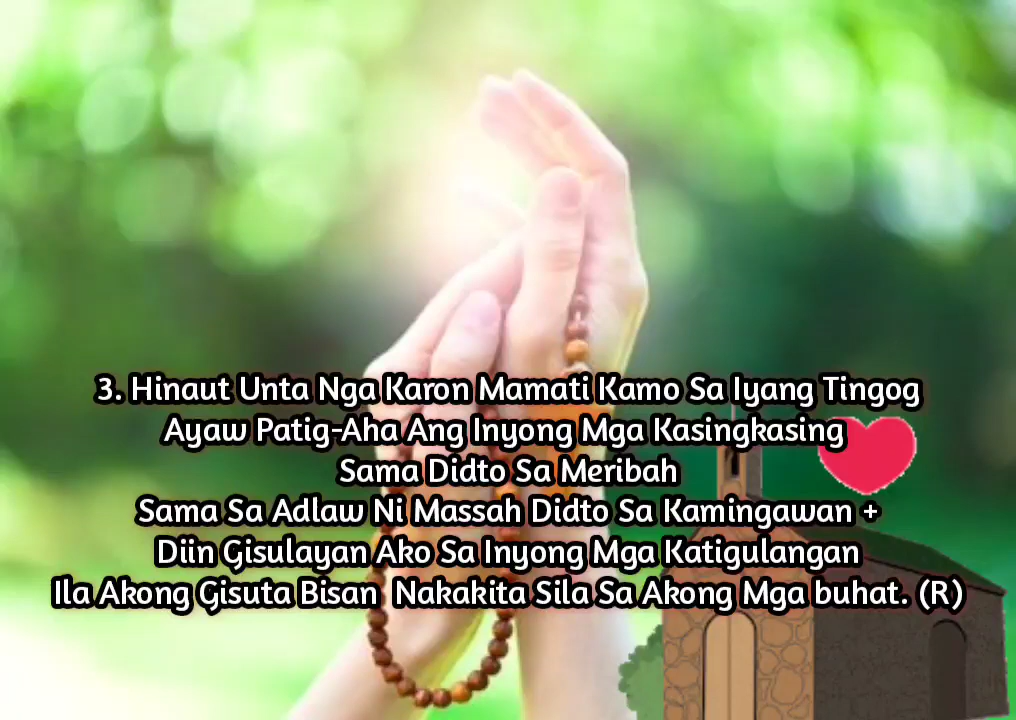 3. Hinaut Unta Nga Karon Mamati Kamo Sa Iyang Tingog
Ayaw Patig-Aha Ang Inyong Mga Kasingkasing
Sama Didto Sa Meribah
Sama Sa Adlaw Ni Massah Didto Sa Kamingawan +
Diin Gisulayan Ako Sa Inyong Mga Katigulangan
Ila Akong Gisuta Bisan Nakakita Sila Sa Akong Mga buhat. (R)